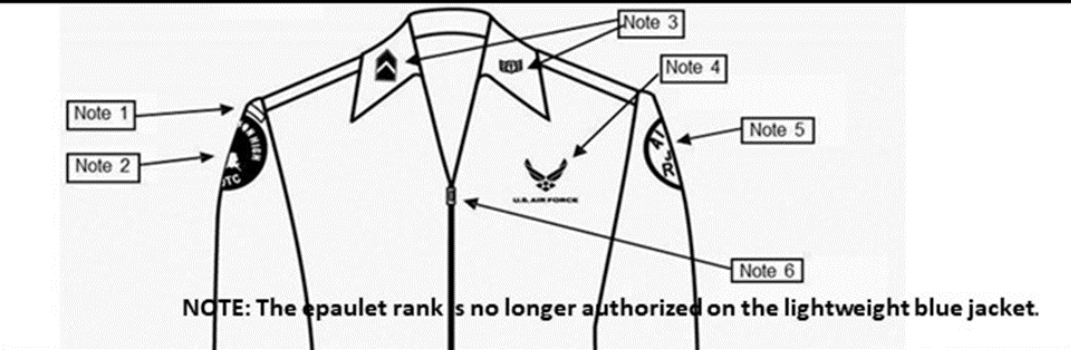 Note 3
Note 4
Note 1
Note 5
Note 2
AI
U.S. AIR FORCE
Note 6
NOTE: The epaulet rank is no longer authorized on the lightweight blue jacket.